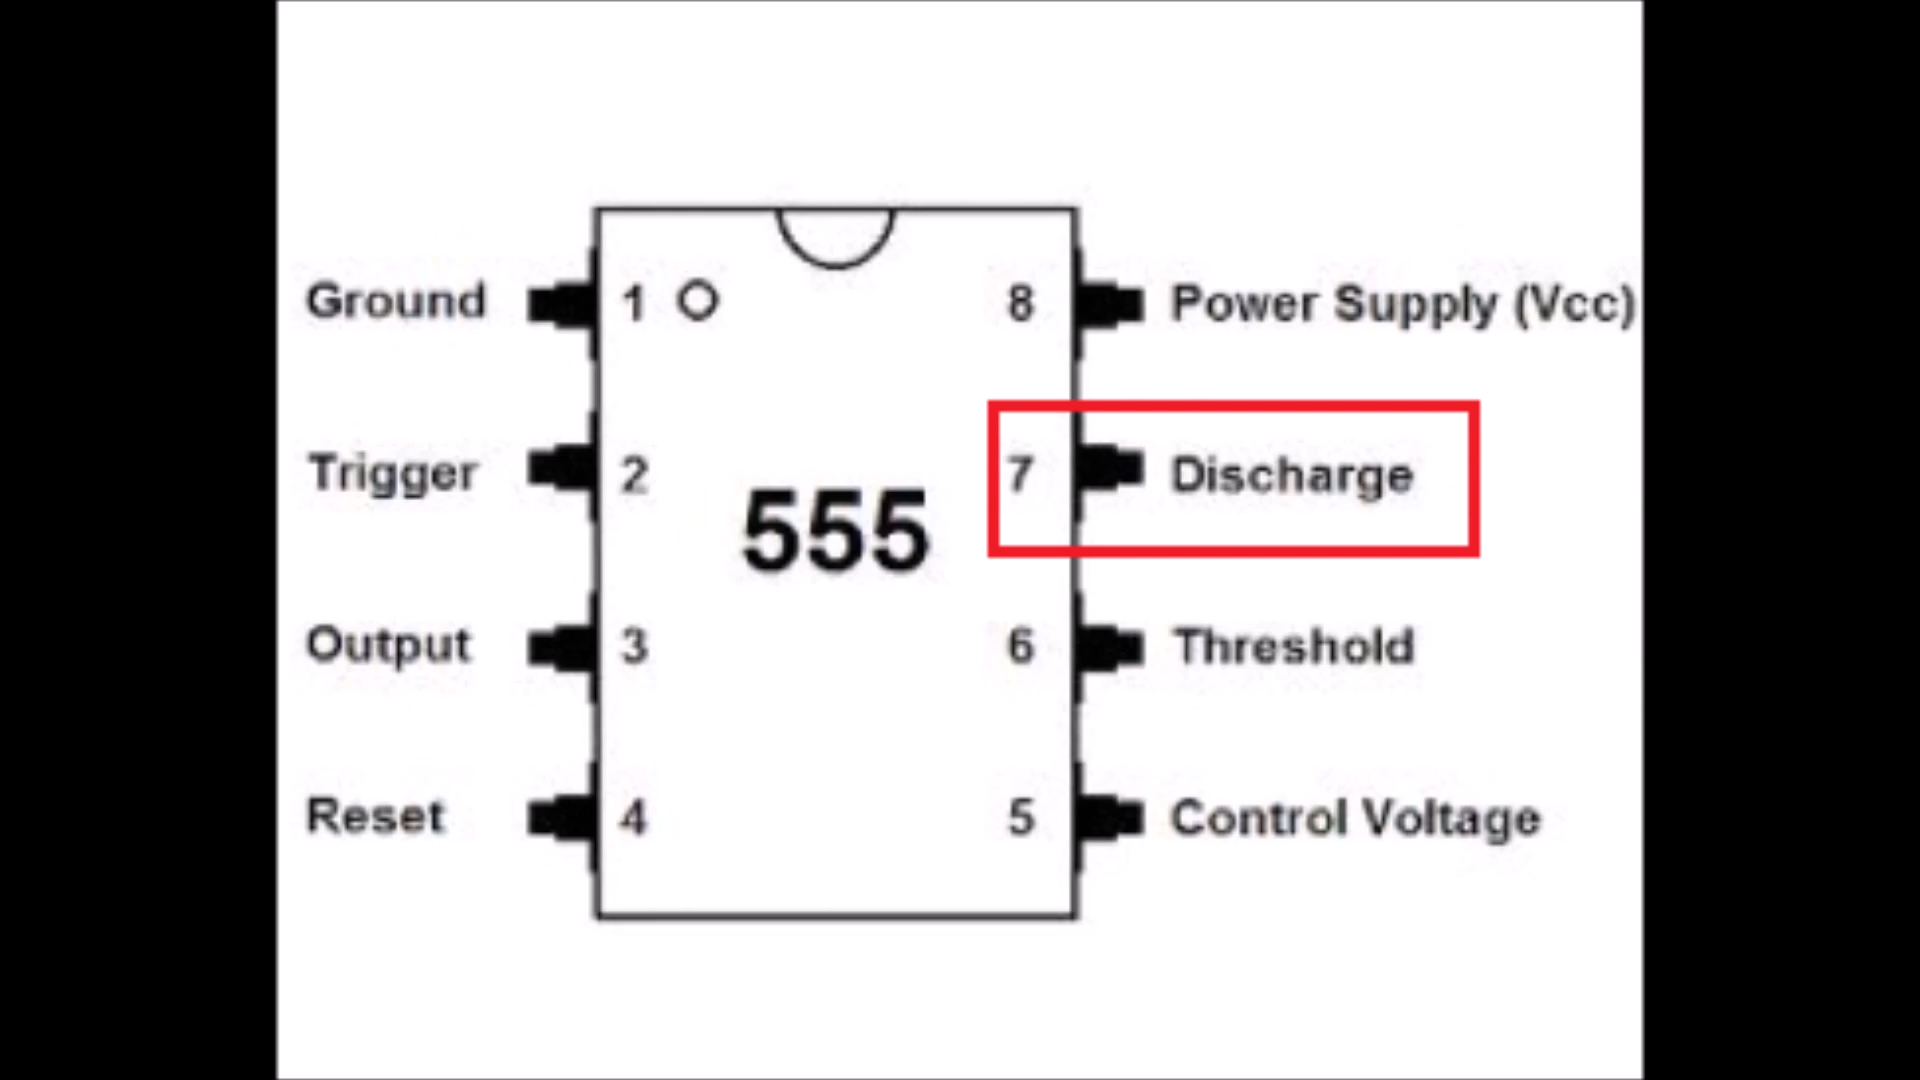 Ground 1 8 Power Supply (Vcc)
Trigger 2 7 Discharge
555
Output 3 6 Threshold
Reset 4 5 Control Voltage